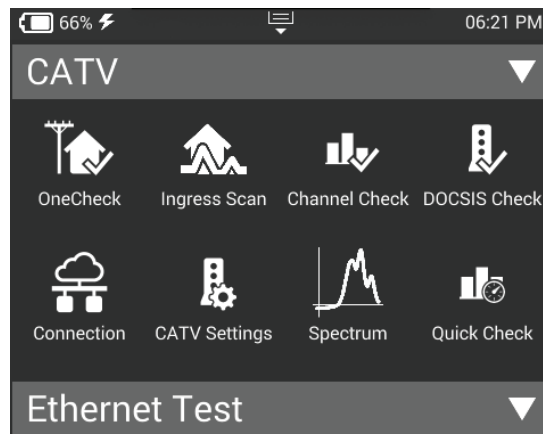 66% 06:21 PM
CATV
OneCheck Ingress Scan Channel Check DOCSIS Check
Connection CATV Settings Spectrum Quick Check
Ethernet Test